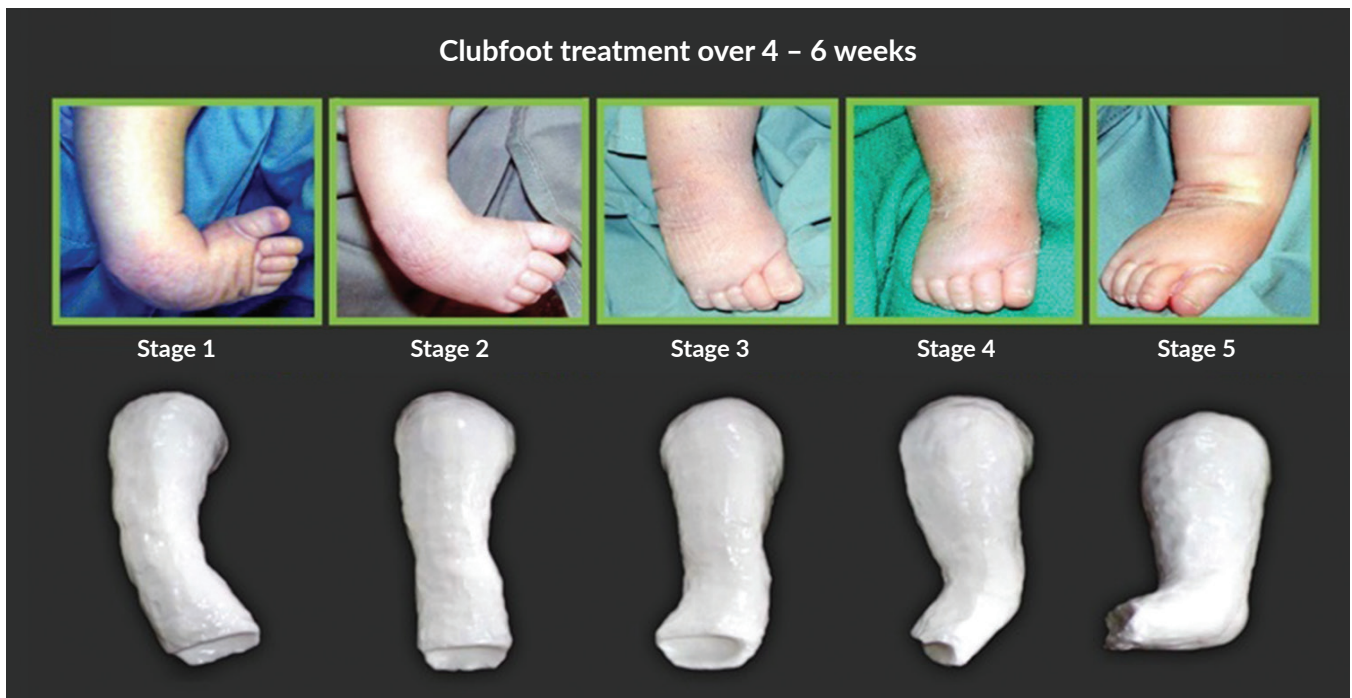 Clubfoot treatment over 4 – 6 weeks
Stage 1
Stage 2
Stage 3
Stage 4
Stage 5